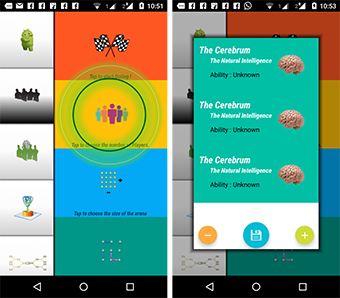 10:51
Tap to start Dotling !
Tap to choose the number of Players
Tap to choose the size of the arena
10:53
The Cerebrum
The Natural Intelligence
Ability : Unknown
The Cerebrum
The Natural Intelligence
Ability : Unknown
The Cerebrum
The Natural Intelligence
Ability : Unknown